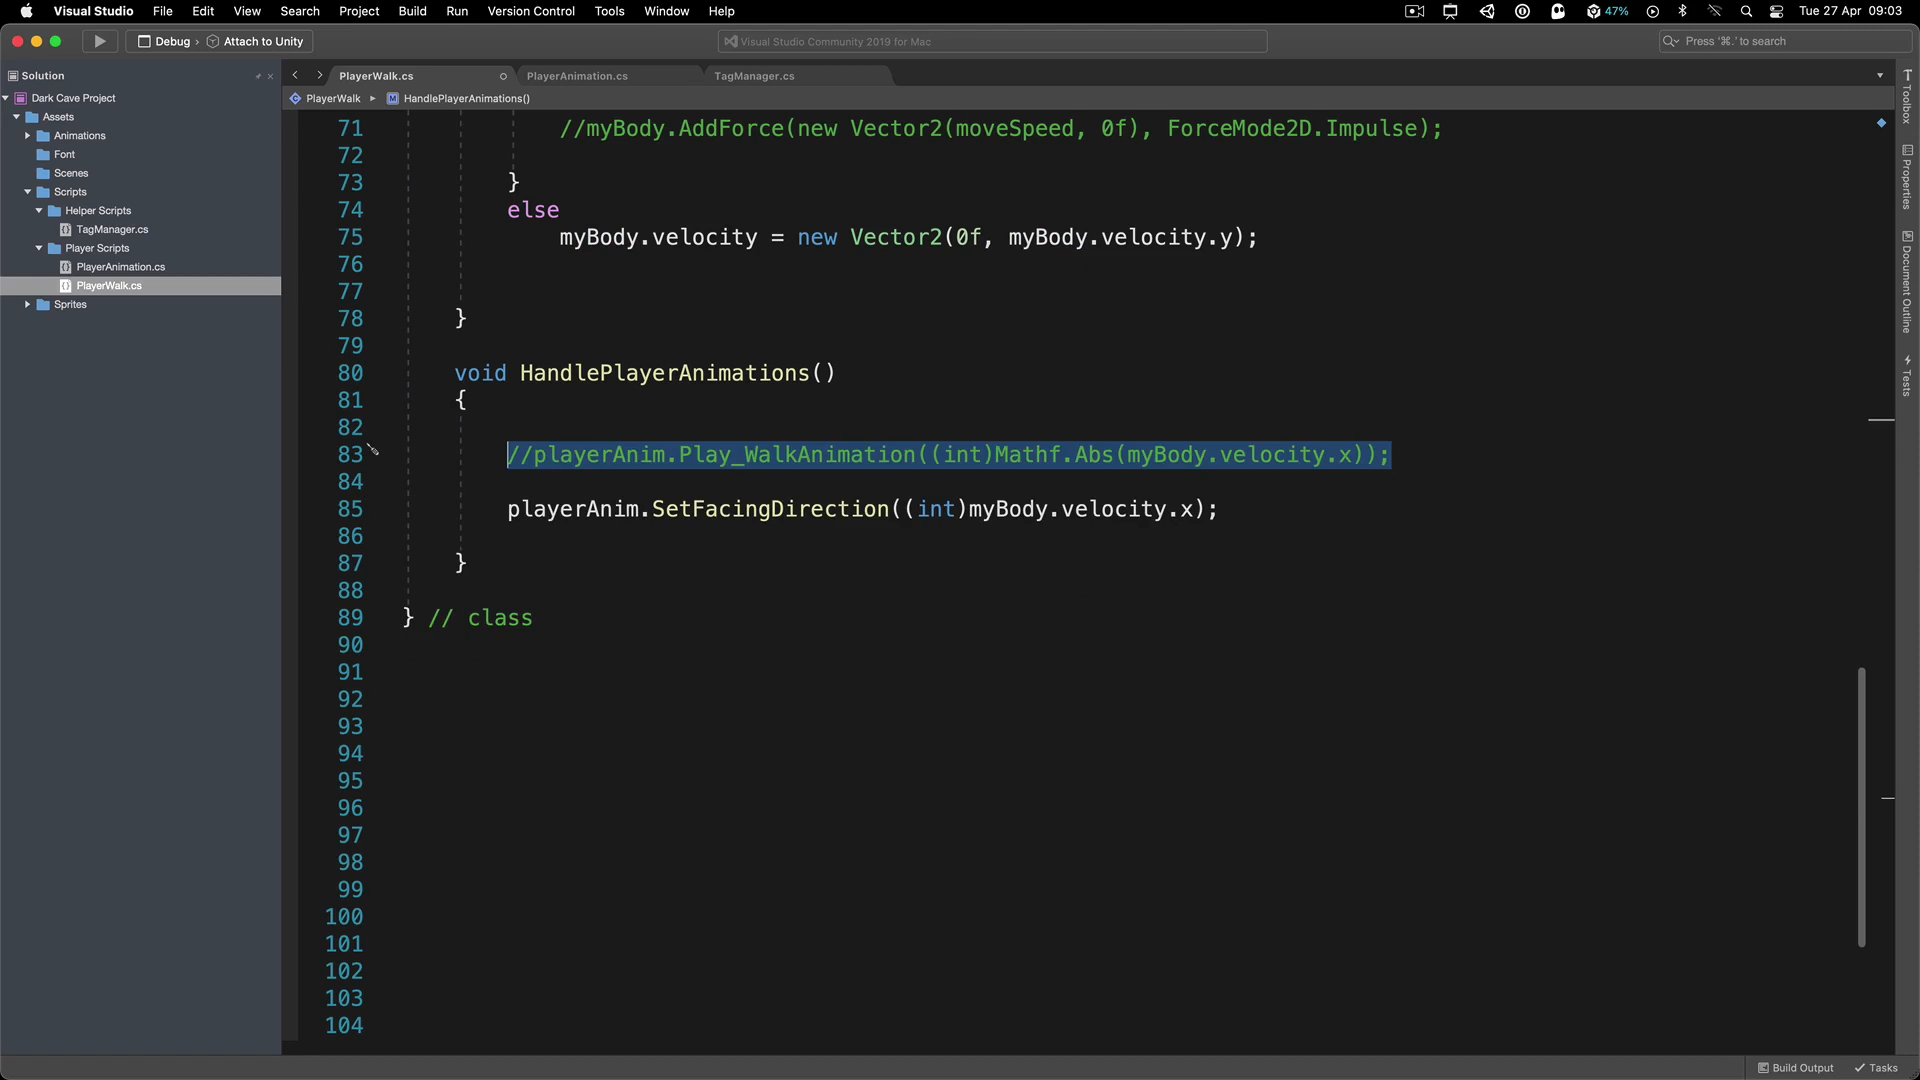 Visual Studio File Edit View Search Project Build Run Version Control Tools Window Help 47% Tue 27 Apr 09:03
Debug › Attach to Unity Visual Studio Community 2019 for Mac Press '⌘.' to search
Solution
Dark Cave Project
Assets
Animations
Font
Scenes
Scripts
Helper Scripts
TagManager.cs
Player Scripts
PlayerAnimation.cs
PlayerWalk.cs
Sprites
PlayerWalk.cs PlayerAnimation.cs TagManager.cs
PlayerWalk HandlePlayerAnimations()
71 //myBody.AddForce(new Vector2(moveSpeed, 0f), ForceMode2D.Impulse);
72
73 }
74 else
75 myBody.velocity = new Vector2(0f, myBody.velocity.y);
76
77
78 }
79
80 void HandlePlayerAnimations()
81 {
82
83 //playerAnim.Play_WalkAnimation((int)Mathf.Abs(myBody.velocity.x));
84
85 playerAnim.SetFacingDirection((int)myBody.velocity.x);
86
87 }
88
89 } // class
90
91
92
93
94
95
96
97
98
99
100
101
102
103
104
Toolbox
Properties
Document Outline
Tests
Build Output Tasks